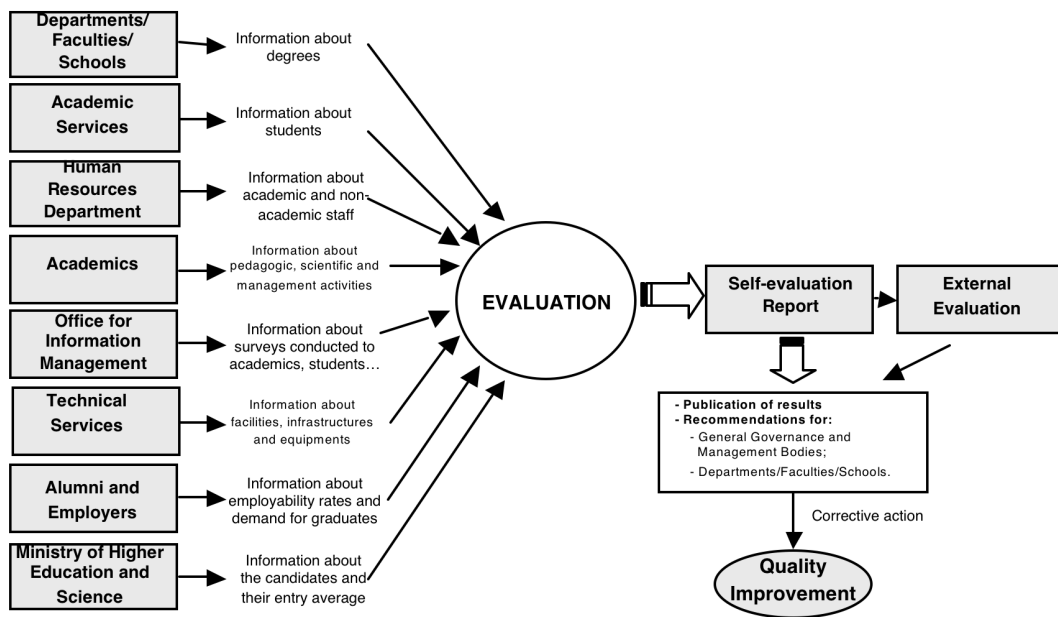 Departments/
Faculties/
Schools
Information about
degrees
Academic
Services
Information about
students
Human
Resources
Department
Information about
academic and non-
academic staff
Academics
Information about
pedagogic, scientific and
management activities
Office for
Information
Management
Information about
surveys conducted to
academics, students…
Technical
Services
Information about
facilities, infrastructures
and equipments
Alumni and
Employers
Information about
employability rates and
demand for graduates
Ministry of Higher
Education and
Science
Information about
the candidates and
their entry average
EVALUATION
Self-evaluation
Report
External
Evaluation
- Publication of results
- Recommendations for:
- General Governance and
Management Bodies;
- Departments/Faculties/Schools.
Corrective action
Quality
Improvement